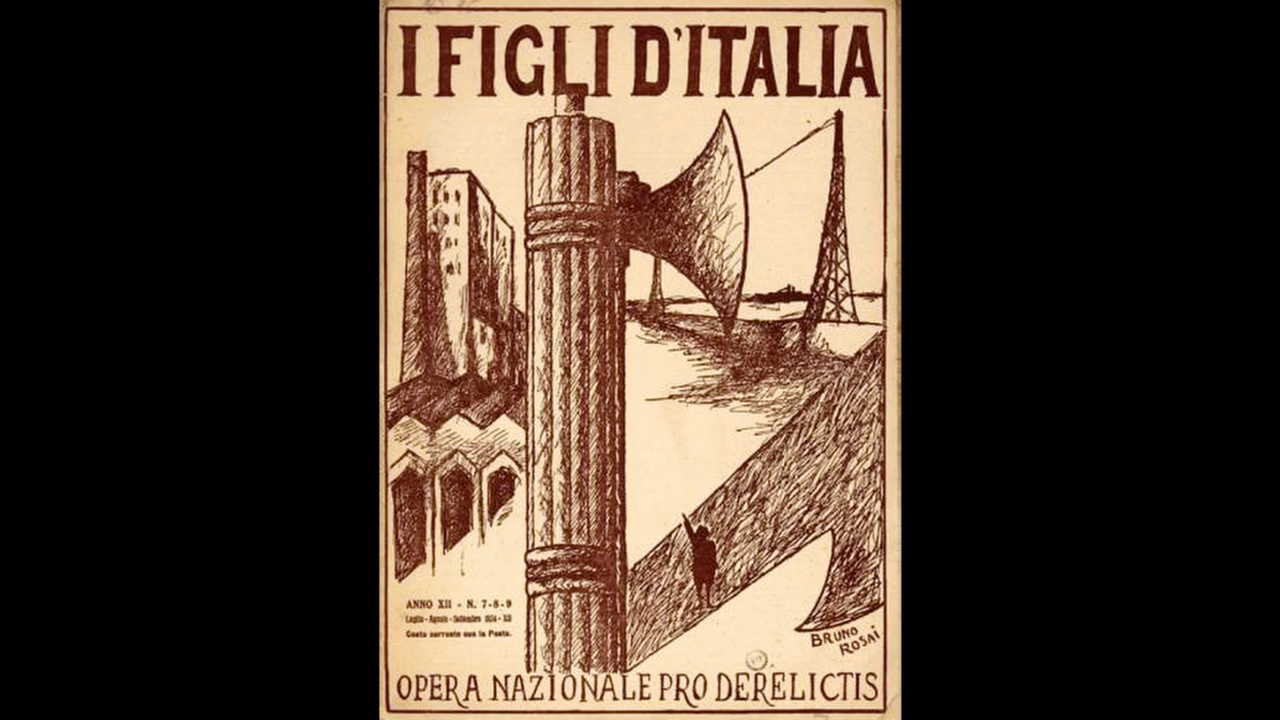 I FIGLI D'ITALIA
ANNO XII - N. 7-8-9
Luglio - Agosto - Settembre 1934 - XII
Conto corrente con la Posta.
BRUNO
ROSAI
OPERA NAZIONALE PRO DERELICTIS